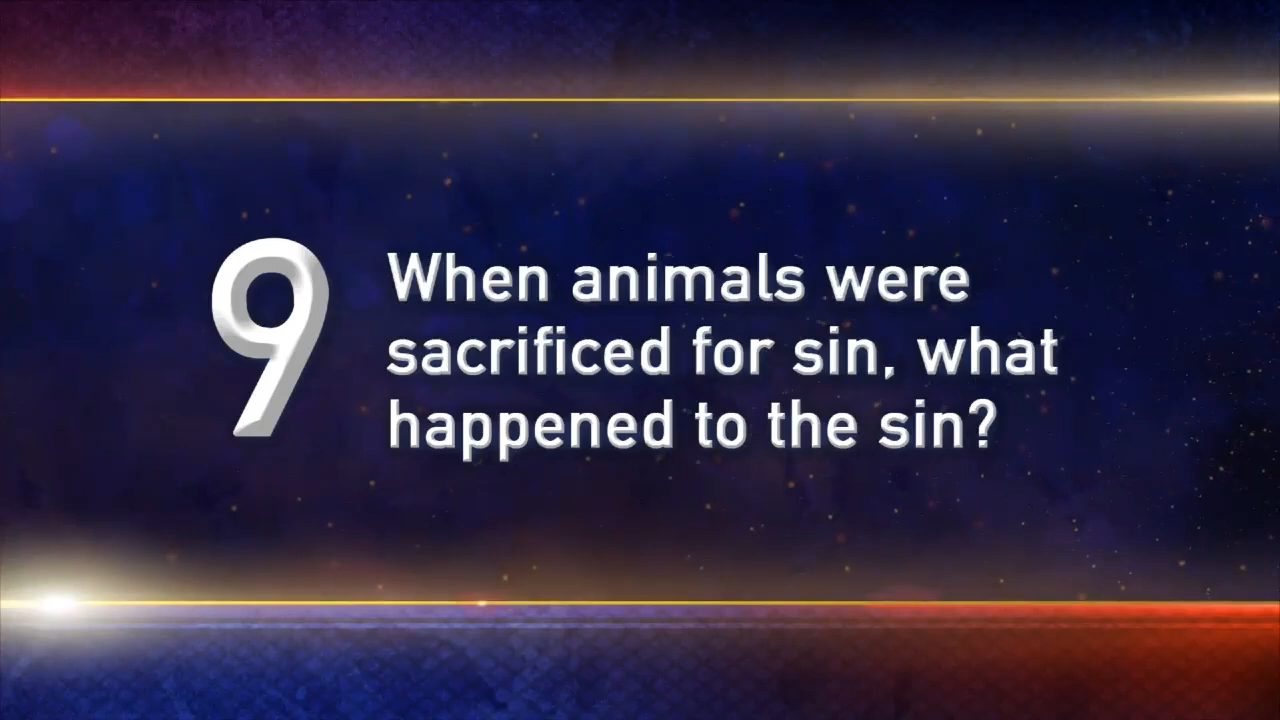 9
When animals were
sacrificed for sin, what
happened to the sin?